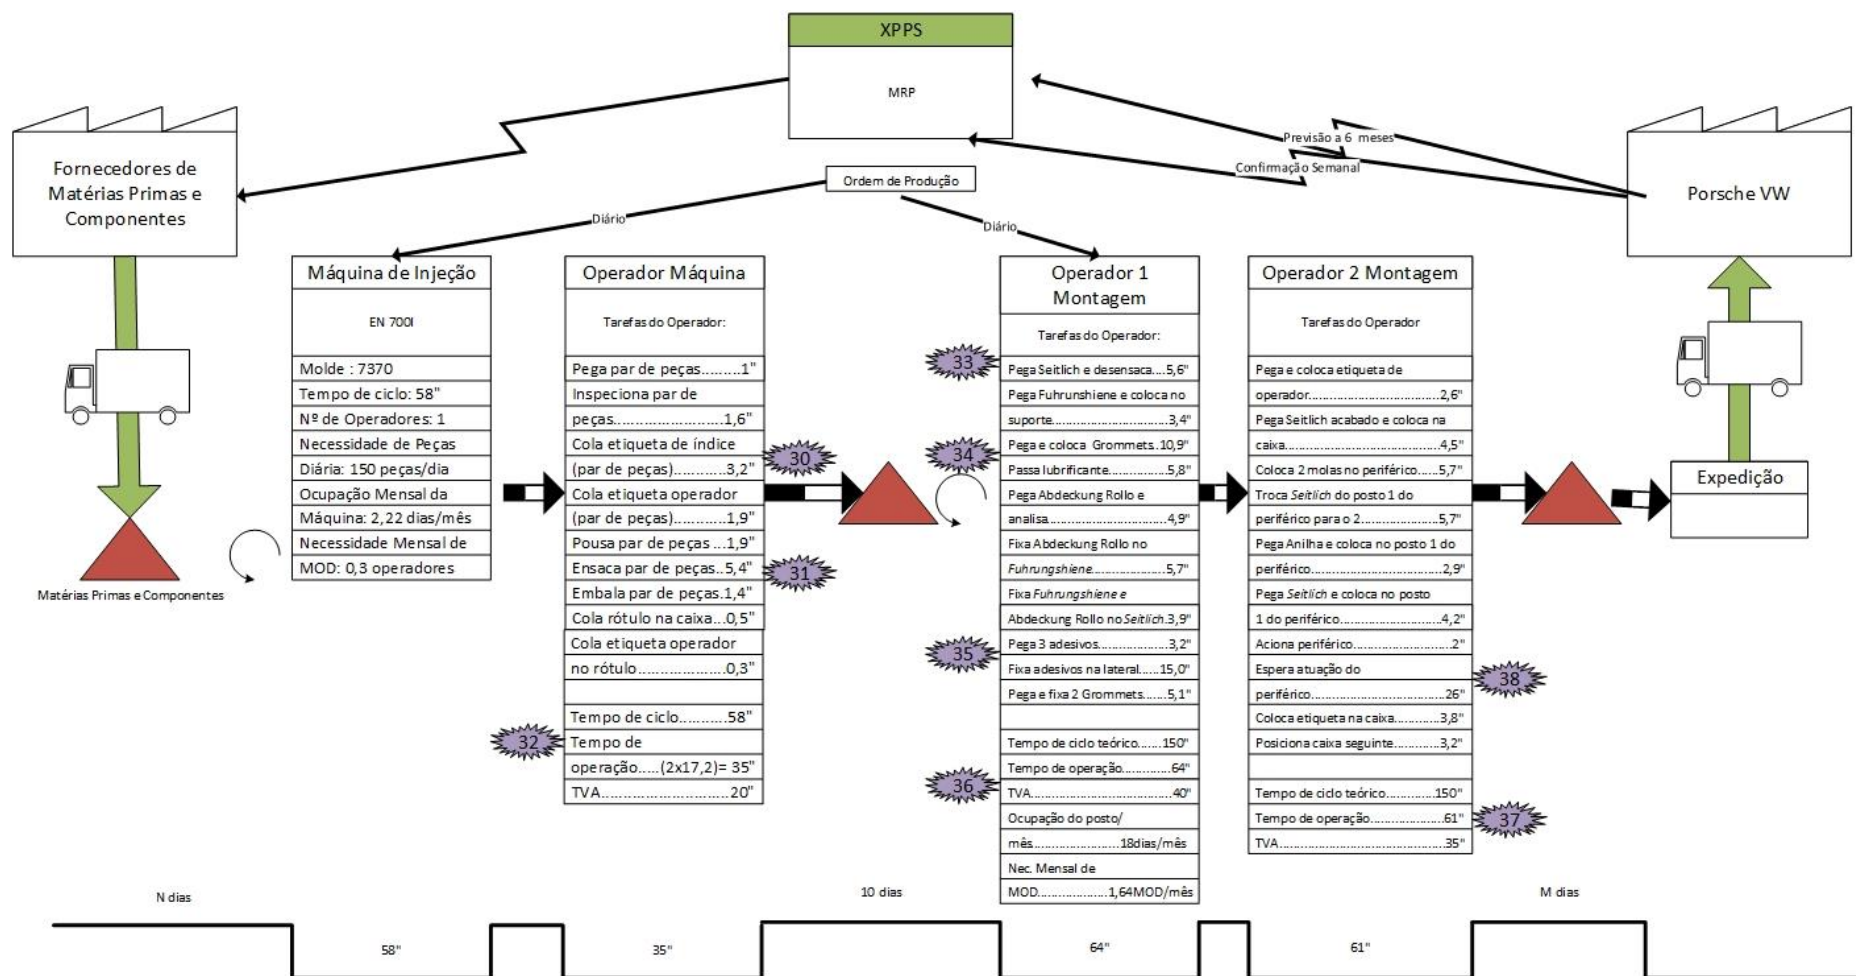 XPPS
MRP
Previsão a 6 meses
Confirmação Semanal
Ordem de Produção
Diário
Diário
Fornecedores de
Matérias Primas e
Componentes
Porsche VW
Matérias Primas e Componentes
Máquina de Injeção
EN 700I
Molde : 7370
Tempo de ciclo: 58"
Nº de Operadores: 1
Necessidade de Peças
Diária: 150 peças/dia
Ocupação Mensal da
Máquina: 2,22 dias/mês
Necessidade Mensal de
MOD: 0,3 operadores
Operador Máquina
Tarefas do Operador:
Pega par de peças.........1"
Inspeciona par de
peças.......................1,6"
Cola etiqueta de índice
(par de peças)...........3,2"
Cola etiqueta operador
(par de peças)...........1,9"
Pousa par de peças ...1,9"
Ensaca par de peças..5,4"
Embala par de peças.1,4"
Cola rótulo na caixa...0,5"
Cola etiqueta operador
no rótulo..................0,3"
Tempo de ciclo...........58"
Tempo de
operação.....(2x17,2)= 35"
TVA..........................20"
30
31
32
Operador 1
Montagem
Tarefas do Operador:
Pega Seitlich e desensaca....5,6"
Pega Fuhrunshiene e coloca no
suporte........................3,4"
Pega e coloca Grommets..10,9"
Passa lubrificante..............5,8"
Pega Abdeckung Rollo e
analisa.............................4,9"
Fixa Abdeckung Rollo no
Fuhrungshiene..................5,7"
Fixa Fuhrungshiene e
Abdeckung Rollo no Seitlich.3,9"
Pega 3 adesivos.................3,2"
Fixa adesivos na lateral......15,0"
Pega e fixa 2 Grommets.......5,1"
Tempo de ciclo teórico......150"
Tempo de operação............64"
TVA..................................40"
Ocupação do posto/
mês......................18dias/mês
Nec. Mensal de
MOD..................1,64MOD/mês
33
34
35
36
Operador 2 Montagem
Tarefas do Operador
Pega e coloca etiqueta de
operador...............................2,6"
Pega Seitlich acabado e coloca na
caixa....................................4,5"
Coloca 2 molas no periférico.....5,7"
Troca Seitlich do posto 1 do
periférico para o 2..................5,7"
Pega Anilha e coloca no posto 1 do
periférico...............................2,9"
Pega Seitlich e coloca no posto
1 do periférico.......................4,2"
Aciona periférico.......................2"
Espera atuação do
periférico...............................26"
Coloca etiqueta na caixa............3,8"
Posiciona caixa seguinte............3,2"
Tempo de ciclo teórico............150"
Tempo de operação..................61"
TVA.......................................35"
37
38
Expedição
N dias
10 dias
M dias
58"
35"
64"
61"